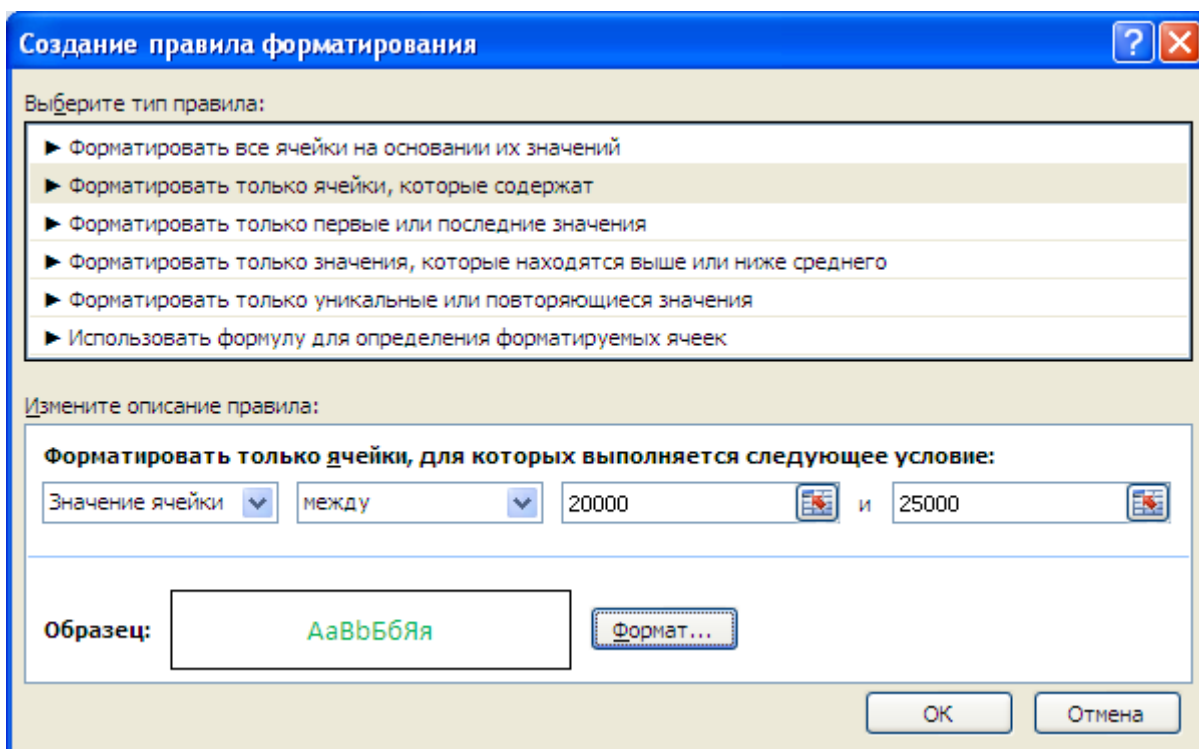 Создание правила форматирования
Выберите тип правила:
► Форматировать все ячейки на основании их значений
► Форматировать только ячейки, которые содержат
► Форматировать только первые или последние значения
► Форматировать только значения, которые находятся выше или ниже среднего
► Форматировать только уникальные или повторяющиеся значения
► Использовать формулу для определения форматируемых ячеек
Измените описание правила:
Форматировать только ячейки, для которых выполняется следующее условие:
Значение ячейки между 20000 и 25000
Образец: АаВbБбЯя Формат...
ОК Отмена